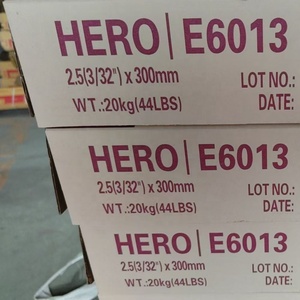 HERO | E6013
2.5(3/32") x 300mm LOT NO.:
WT.:20kg(44LBS) DATE:
HERO | E6013
2.5(3/32") x 300mm LOT NO.:
WT.:20kg(44LBS) DATE:
HERO | E6013
2.5(3/32") x 300mm LOT NO.:
WT.:20kg(44LBS) DATE: